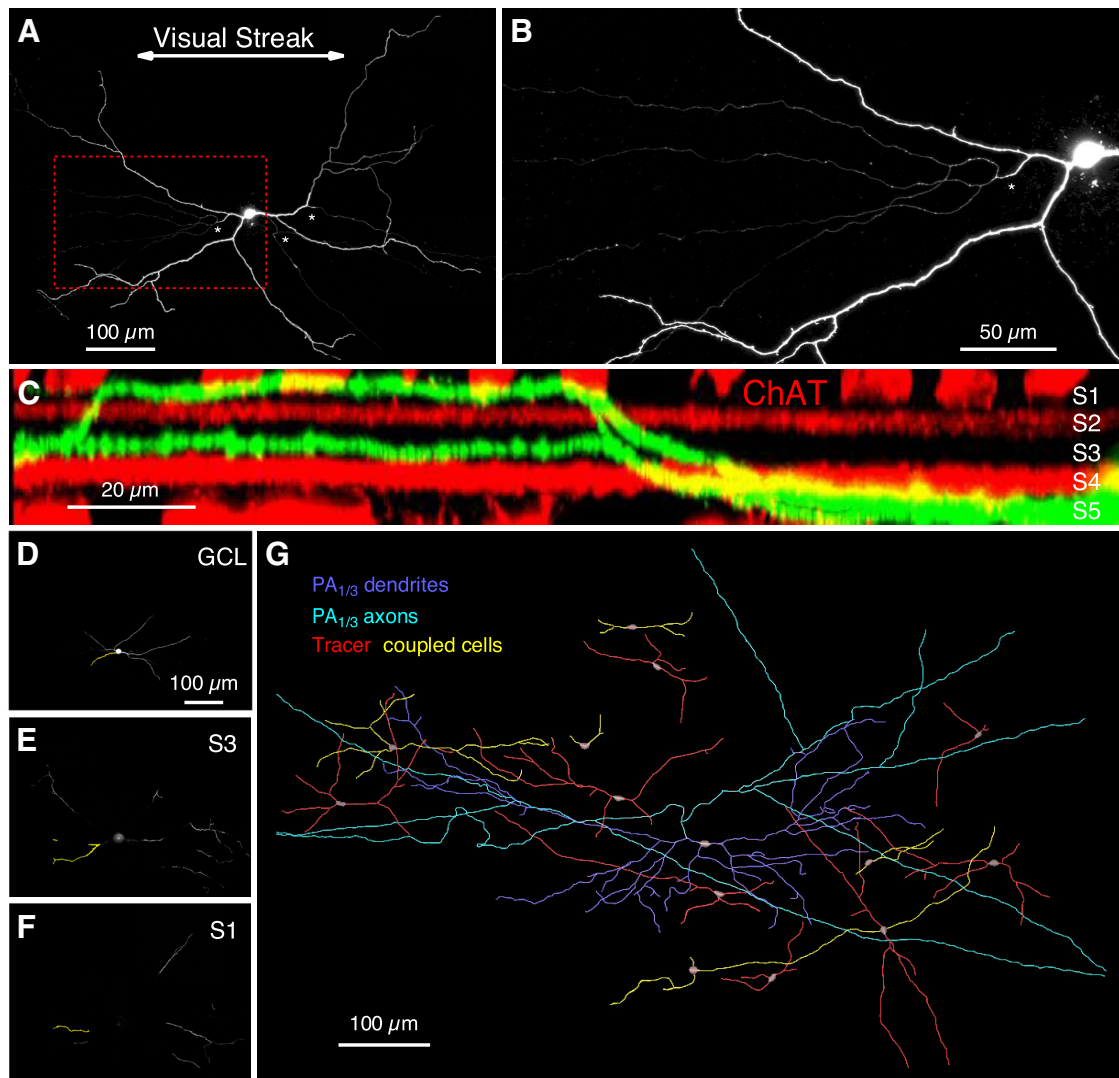 A
Visual Streak
*
*
*
100 µm
B
*
50 µm
C
ChAT
S1
S2
S3
S4
S5
20 µm
D
GCL
100 µm
E
S3
F
S1
G
PA1/3 dendrites
PA1/3 axons
Tracer coupled cells
100 µm